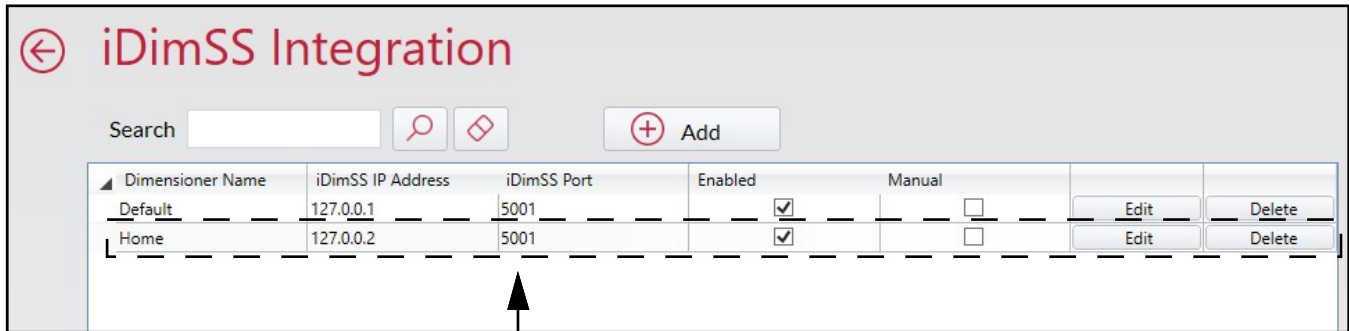 iDimSS Integration
Search Add
Dimensioner Name iDimSS IP Address iDimSS Port Enabled Manual
Default 127.0.0.1 5001 Edit Delete
Home 127.0.0.2 5001 Edit Delete